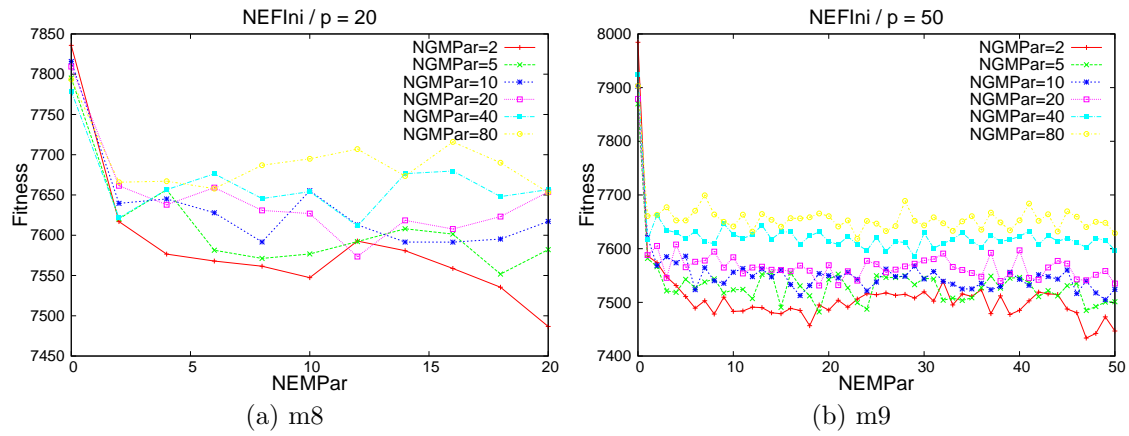 NEFIni / p = 20
7850
7800
7750
7700
7650
7600
7550
7500
7450
Fitness
0
5
10
15
20
NEMPar
NGMPar=2
NGMPar=5
NGMPar=10
NGMPar=20
NGMPar=40
NGMPar=80
(a) m8
NEFIni / p = 50
8000
7900
7800
7700
7600
7500
7400
Fitness
0
10
20
30
40
50
NEMPar
NGMPar=2
NGMPar=5
NGMPar=10
NGMPar=20
NGMPar=40
NGMPar=80
(b) m9